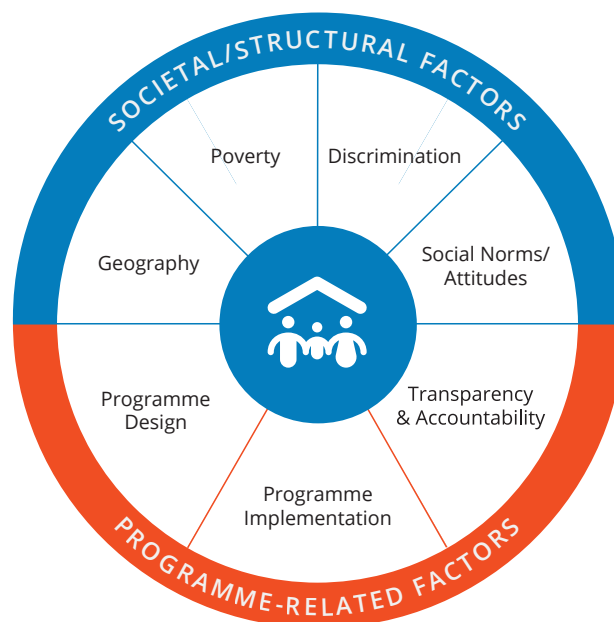 SOCIETAL/STRUCTURAL FACTORS
Poverty
Discrimination
Geography
Social Norms/
Attitudes
Programme
Design
Transparency
& Accountability
Programme
Implementation
PROGRAMME-RELATED FACTORS